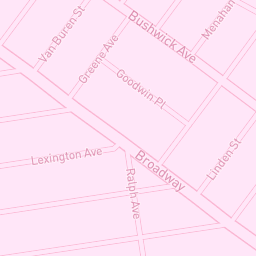 Bushwick Ave
Menahan
Van Buren St
Greene Ave
Goodwin Pl
Lexington Ave
Broadway
Linden St
Ralph Ave